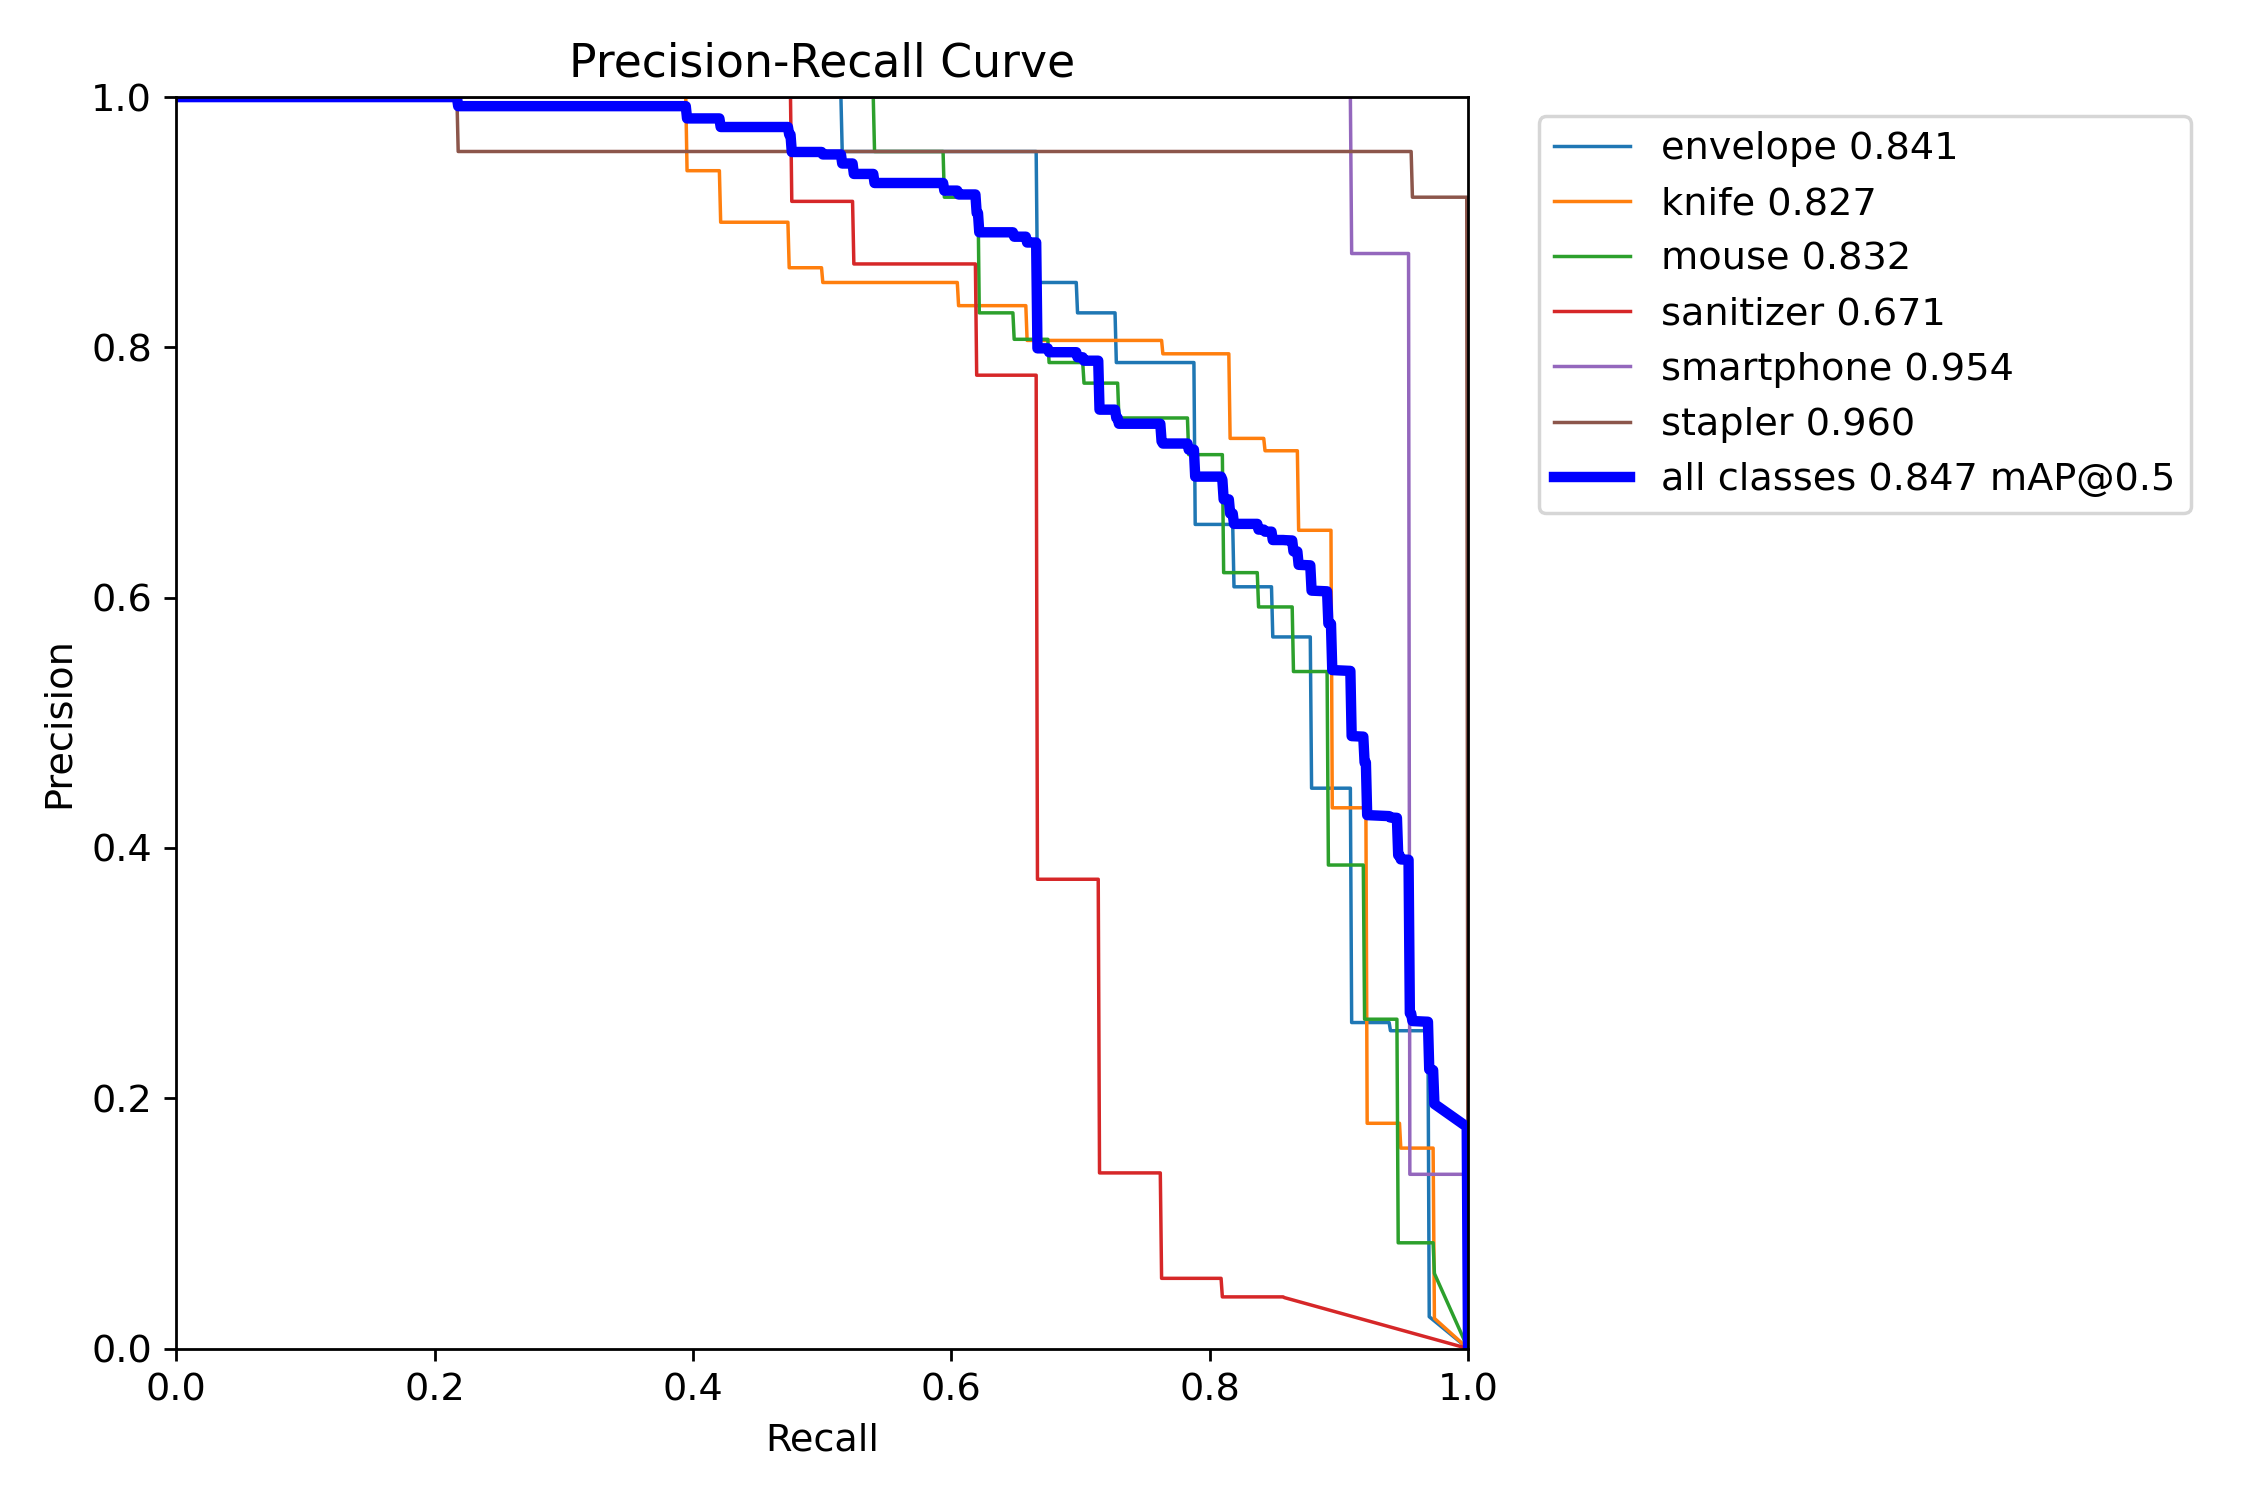 Precision-Recall Curve
1.0
0.8
0.6
0.4
0.2
0.0
Precision
0.0 0.2 0.4 0.6 0.8 1.0
Recall
envelope 0.841
knife 0.827
mouse 0.832
sanitizer 0.671
smartphone 0.954
stapler 0.960
all classes 0.847 mAP@0.5